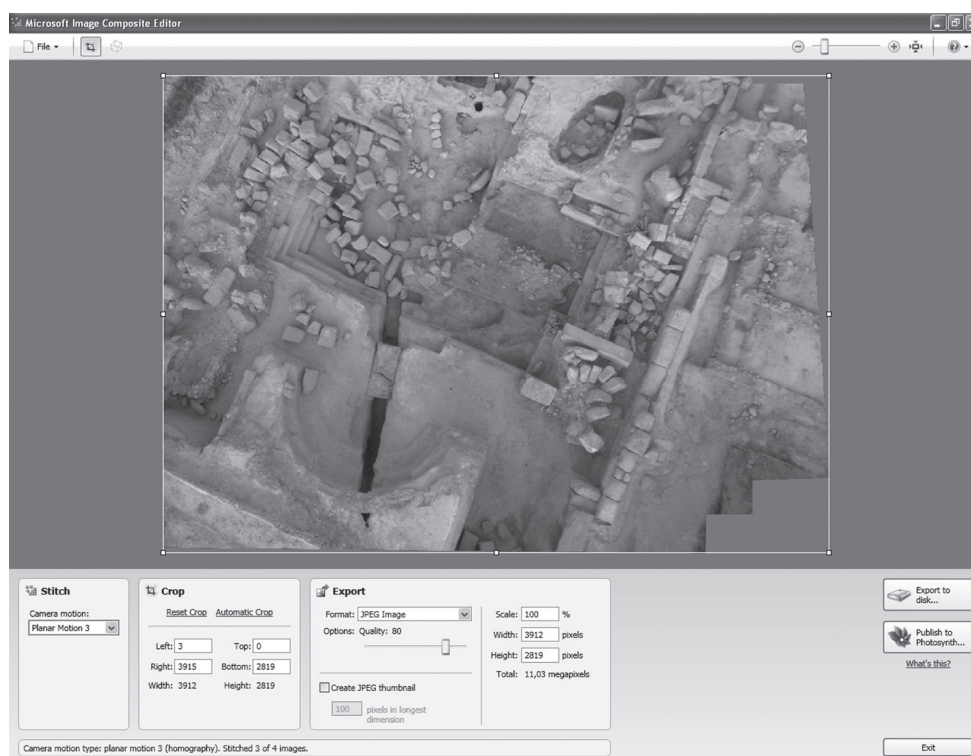 Microsoft Image Composite Editor
File
Stitch
Camera motion:
Planar Motion 3
Crop
Reset Crop Automatic Crop
Left: 3 Top: 0
Right: 3915 Bottom: 2819
Width: 3912 Height: 2819
Export
Format: JPEG Image
Options: Quality: 80
Create JPEG thumbnail
100 pixels in longest
dimension
Scale: 100 %
Width: 3912 pixels
Height: 2819 pixels
Total: 11,03 megapixels
Export to
disk...
Publish to
Photosynth...
What's this?
Camera motion type: planar motion 3 (homography). Stitched 3 of 4 images.
Exit